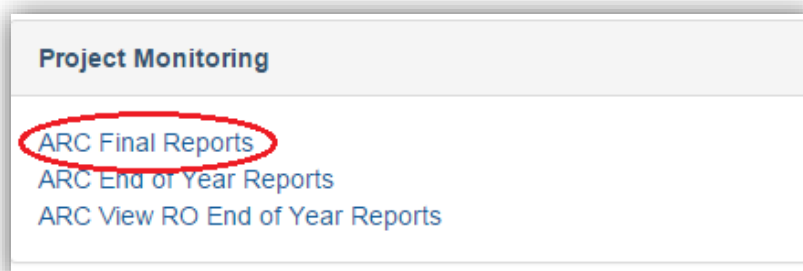 Project Monitoring
ARC Final Reports
ARC End of Year Reports
ARC View RO End of Year Reports